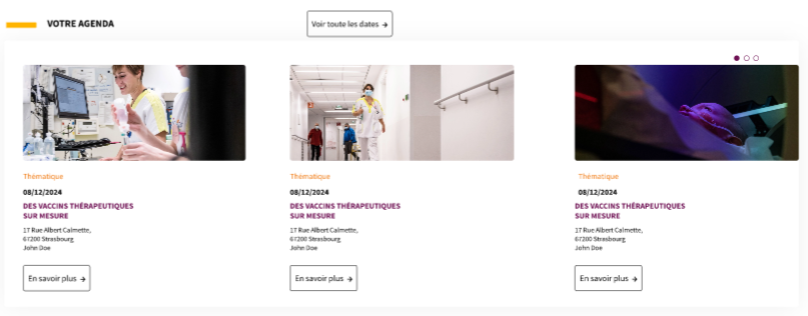 VOTRE AGENDA
Voir toute les dates →
Thématique
08/12/2024
DES VACCINS THÉRAPEUTIQUES
SUR MESURE
17 Rue Albert Calmette,
67200 Strasbourg
John Doe
En savoir plus →
Thématique
08/12/2024
DES VACCINS THÉRAPEUTIQUES
SUR MESURE
17 Rue Albert Calmette,
67200 Strasbourg
John Doe
En savoir plus →
Thématique
08/12/2024
DES VACCINS THÉRAPEUTIQUES
SUR MESURE
17 Rue Albert Calmette,
67200 Strasbourg
John Doe
En savoir plus →